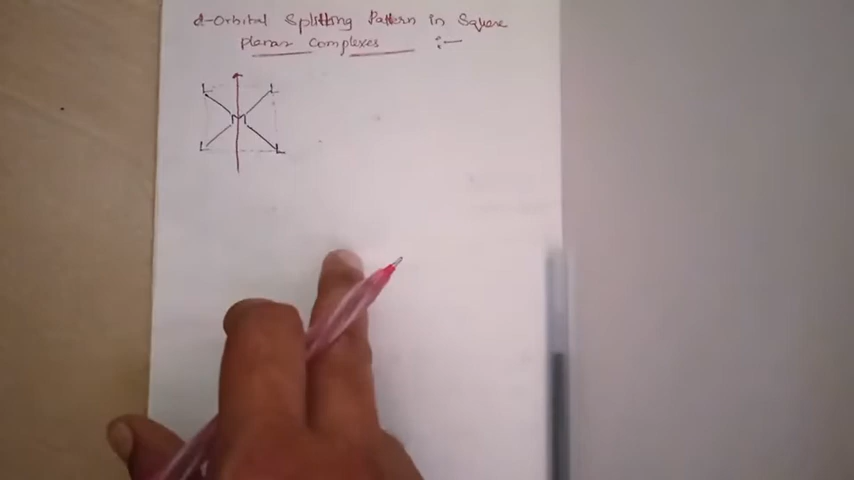 d-Orbital Splitting Pattern in Square
planar Complexes :-
L L
M
L L